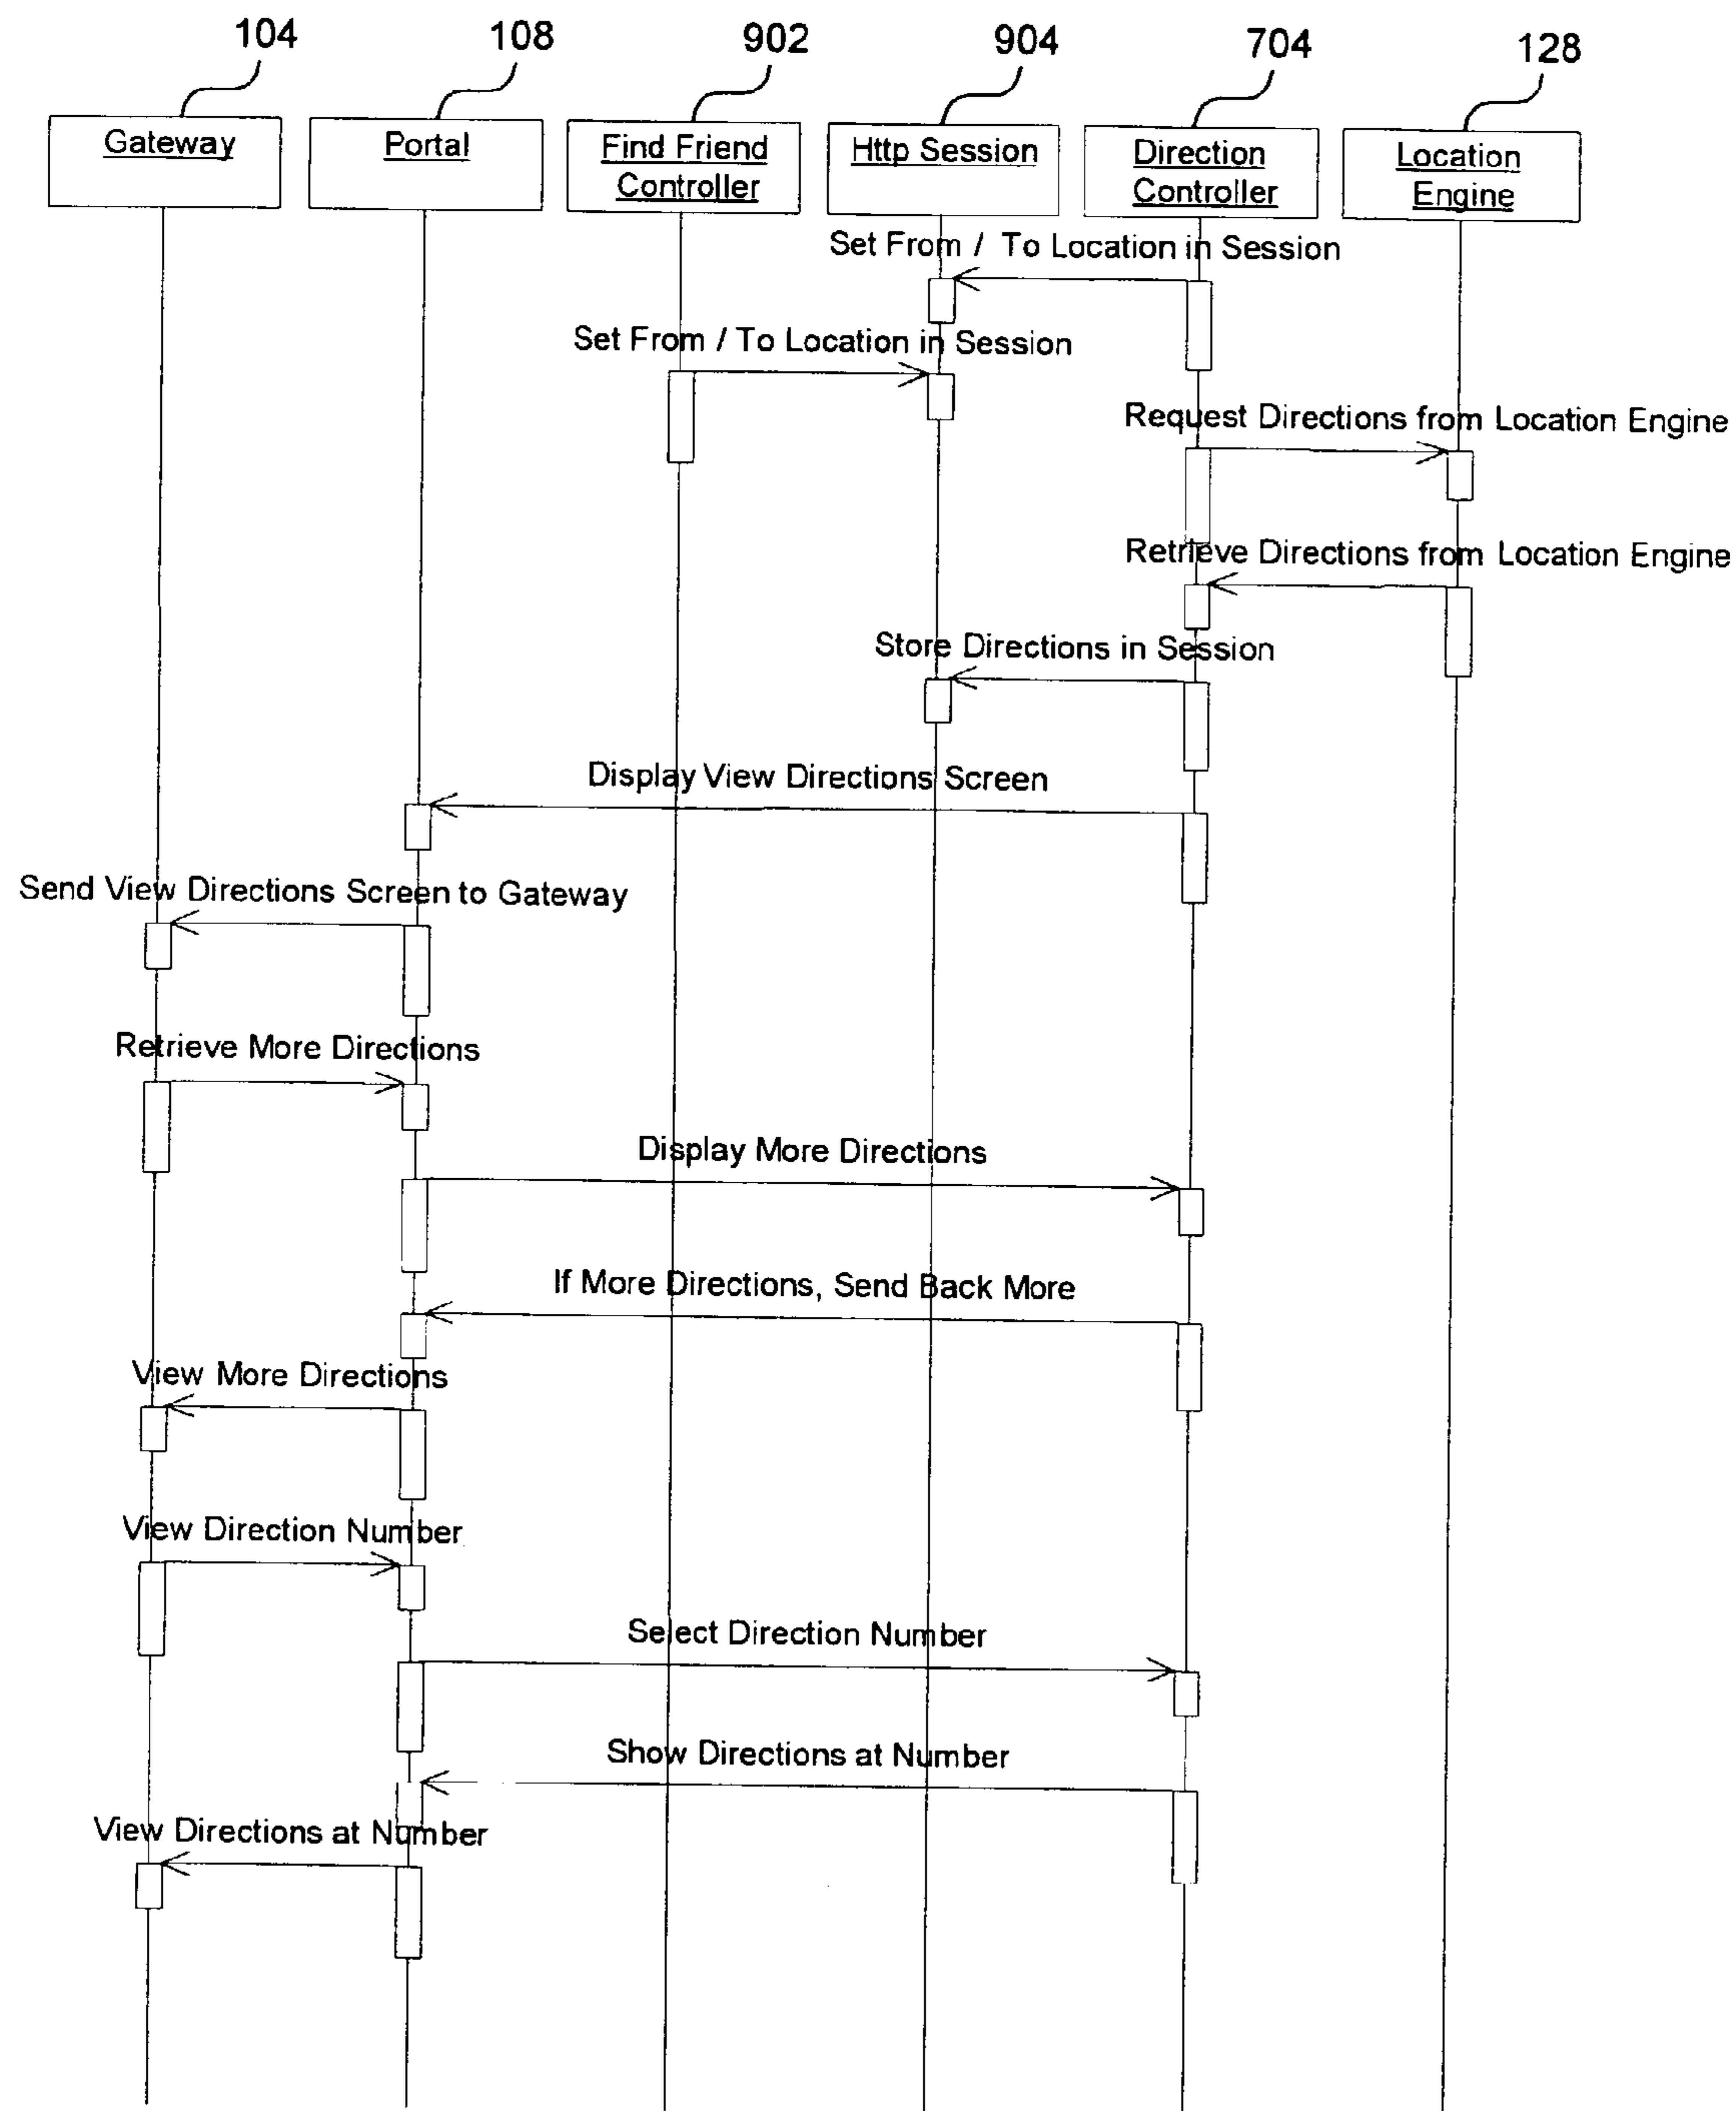 104
108
902
904
704
128
Gateway
Portal
Find Friend
Controller
Http Session
Direction
Controller
Location
Engine
Set From / To Location in Session
Set From / To Location in Session
Request Directions from Location Engine
Retrieve Directions from Location Engine
Store Directions in Session
Display View Directions Screen
Send View Directions Screen to Gateway
Retrieve More Directions
Display More Directions
If More Directions, Send Back More
View More Directions
View Direction Number
Select Direction Number
Show Directions at Number
View Directions at Number